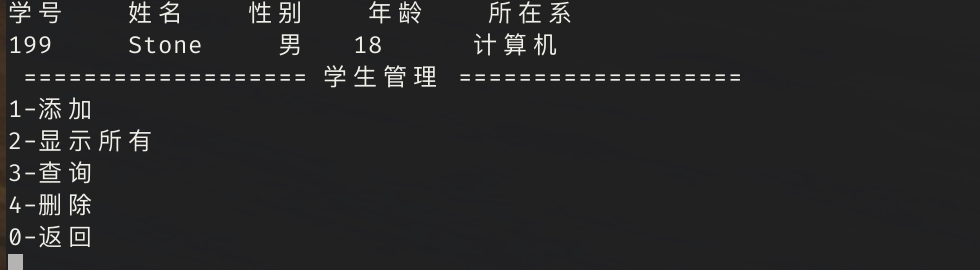 学号 姓名 性别 年龄 所在系
199 Stone 男 18 计算机
=================== 学生管理 ===================
1-添加
2-显示所有
3-查询
4-删除
0-返回